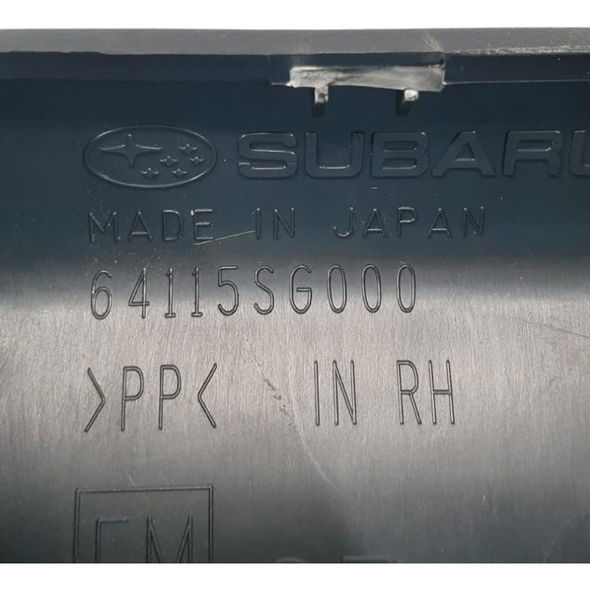 SUBARU
MADE IN JAPAN
64115SG000
>PP< IN RH